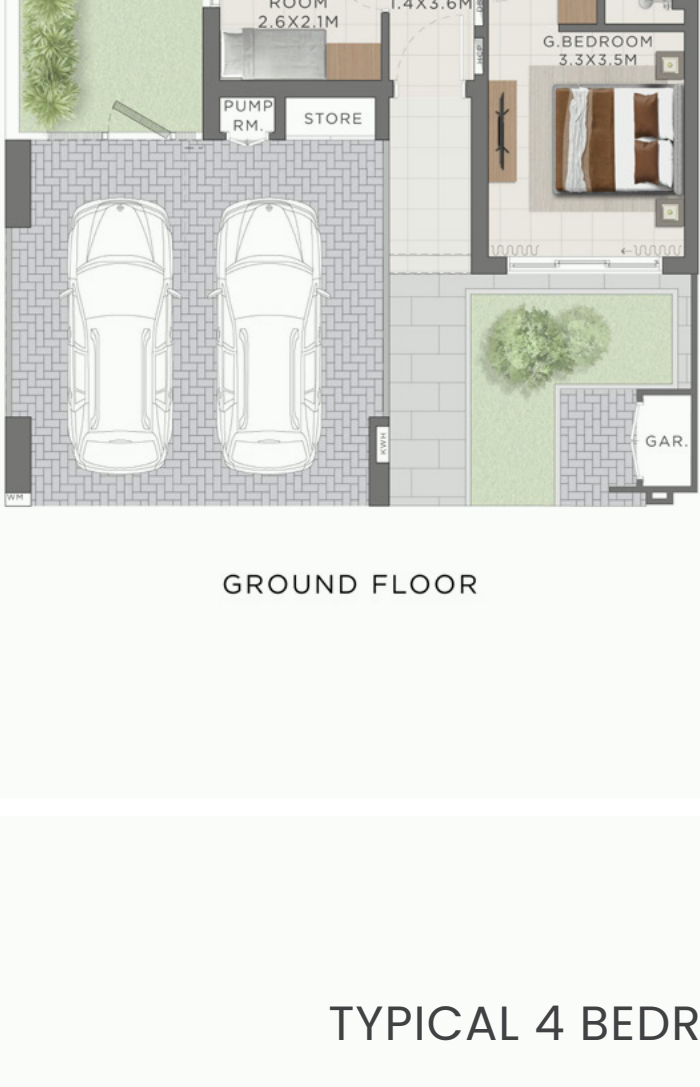 ROOM
2.6X2.1M
1.4X3.6M
G.BEDROOM
3.3X3.5M
PUMP
RM.
STORE
KWH
GAR.
WM
GROUND FLOOR
TYPICAL 4 BEDR